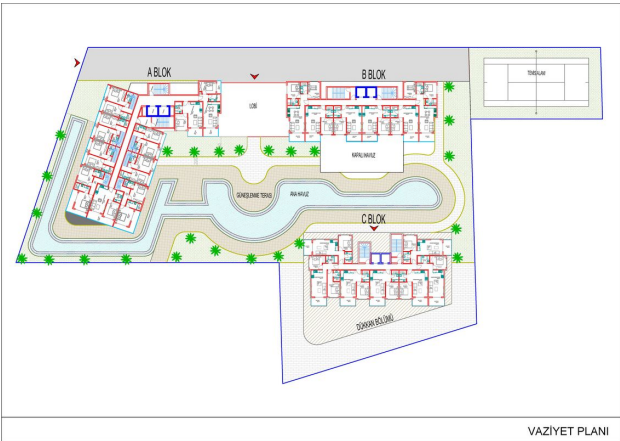 A BLOK
B BLOK
TENİS ALANI
LOBİ
KAPALI HAVUZ
GÜNEŞLENME TERASI
ANA HAVUZ
C BLOK
DÜKKAN BÖLÜMÜ
VAZİYET PLANI